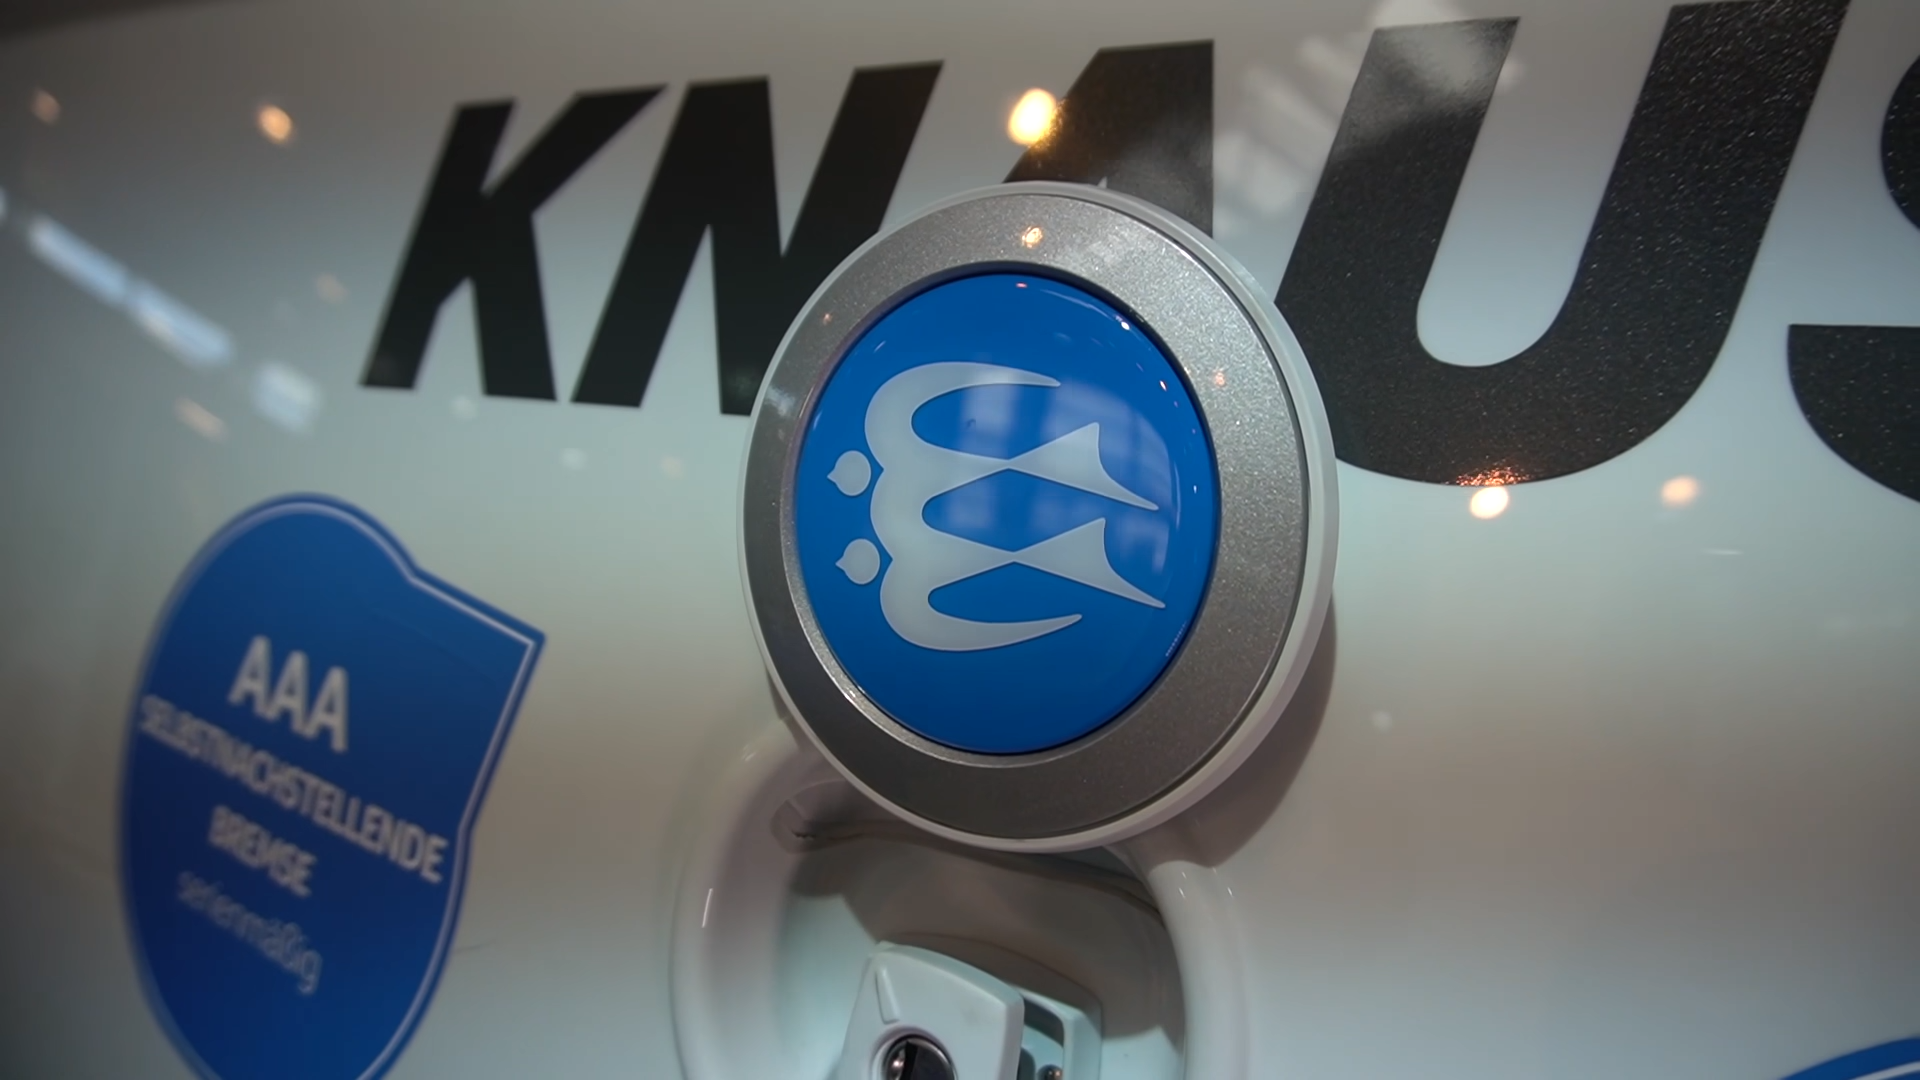 KNAUS
AAA
SELBSTNACHSTELLENDE
BREMSE
serienmäßig